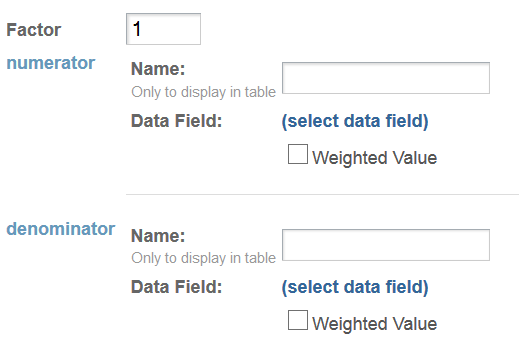 Factor 1
numerator
Name:
Only to display in table
Data Field: (select data field)
Weighted Value
denominator
Name:
Only to display in table
Data Field: (select data field)
Weighted Value